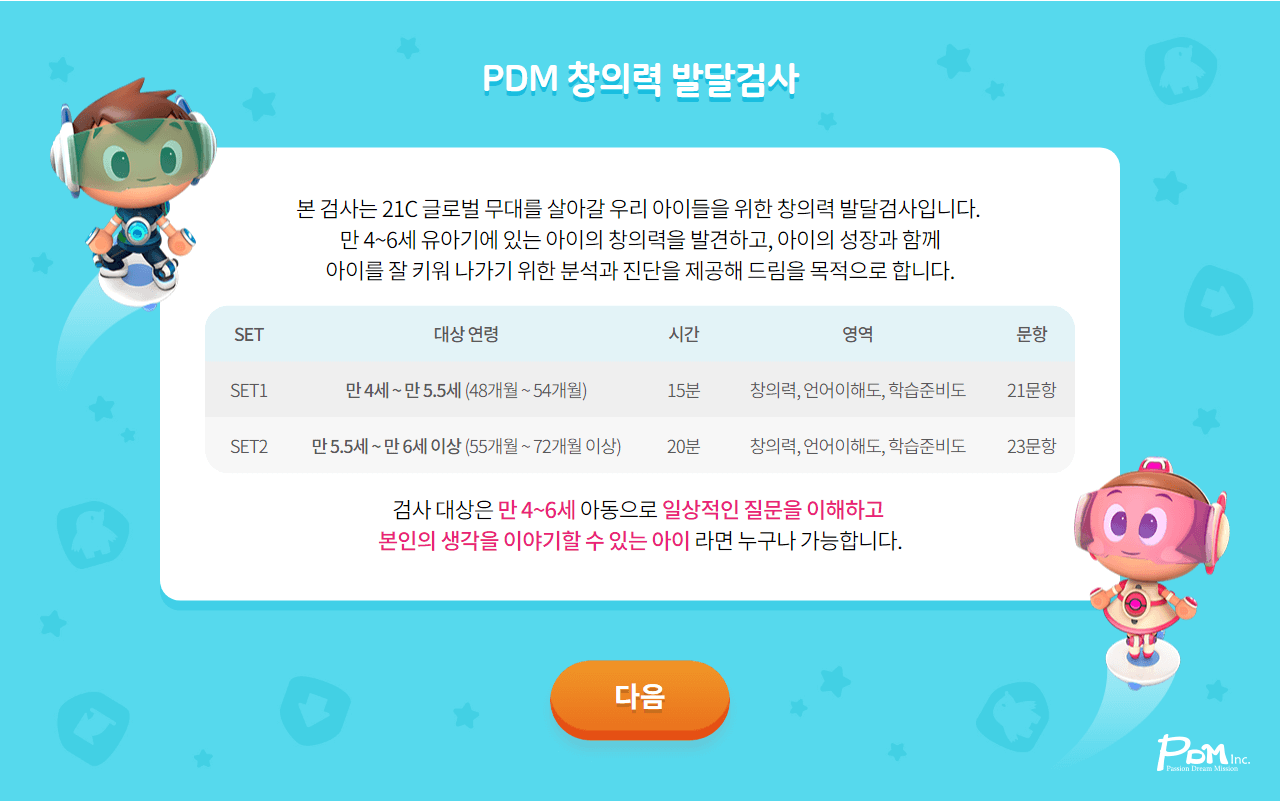 PDM 창의력 발달검사
본 검사는 21C 글로벌 무대를 살아갈 우리 아이들을 위한 창의력 발달검사입니다.
만 4~6세 유아기에 있는 아이의 창의력을 발견하고, 아이의 성장과 함께
아이를 잘 키워 나가기 위한 분석과 진단을 제공해 드림을 목적으로 합니다.
SET 대상 연령 시간 영역 문항
SET1 만 4세 ~ 만 5.5세 (48개월 ~ 54개월) 15분 창의력, 언어이해도, 학습준비도 21문항
SET2 만 5.5세 ~ 만 6세 이상 (55개월 ~ 72개월 이상) 20분 창의력, 언어이해도, 학습준비도 23문항
검사 대상은 만 4~6세 아동으로 일상적인 질문을 이해하고
본인의 생각을 이야기할 수 있는 아이 라면 누구나 가능합니다.
다음
PDM Inc.
Passion Dream Mission